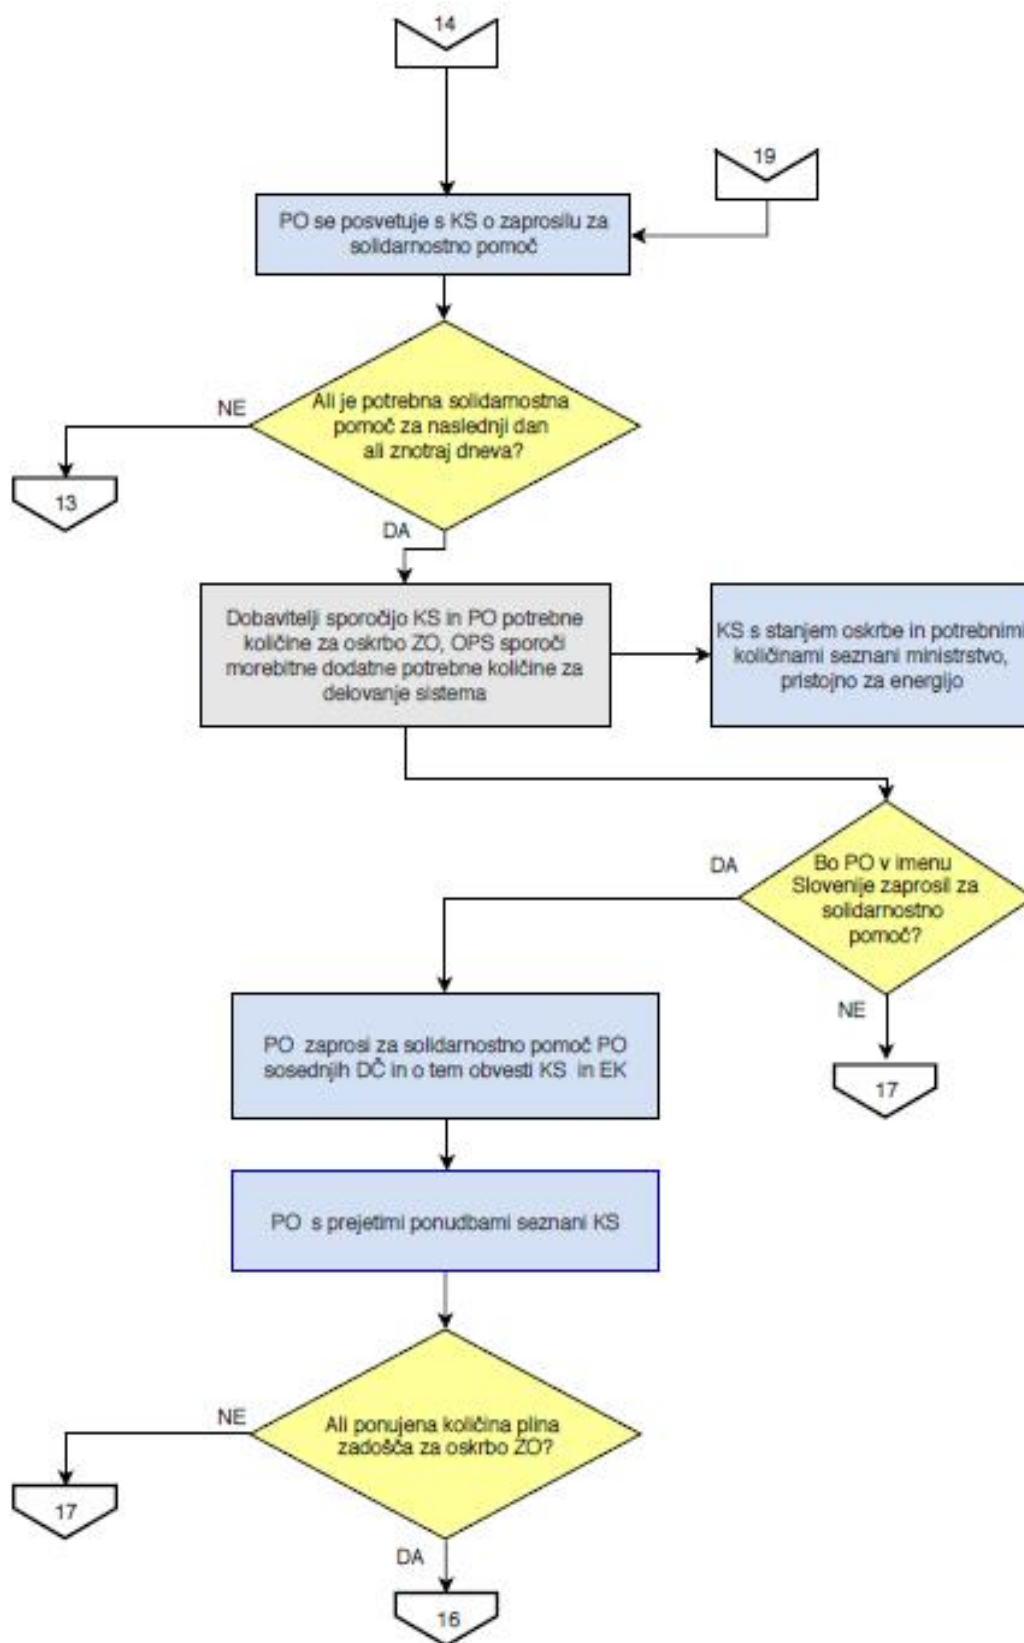 14
19
PO se posvetuje s KS o zaprosilu za
solidarnostno pomoč
NE
Ali je potrebna solidarnostna
pomoč za naslednji dan
ali znotraj dneva?
13
DA
Dobavitelji sporočijo KS in PO potrebne
količine za oskrbo ZO, OPS sporoči
morebitne dodatne potrebne količine za
delovanje sistema
KS s stanjem oskrbe in potrebnimi
količinami seznani ministrstvo,
pristojno za energijo
DA
Bo PO v imenu
Slovenije zaprosil za
solidarnostno
pomoč?
NE
17
PO zaprosi za solidarnostno pomoč PO
sosednjih DČ in o tem obvesti KS in EK
PO s prejetimi ponudbami seznani KS
NE
Ali ponujena količina plina
zadošča za oskrbo ZO?
17
DA
16